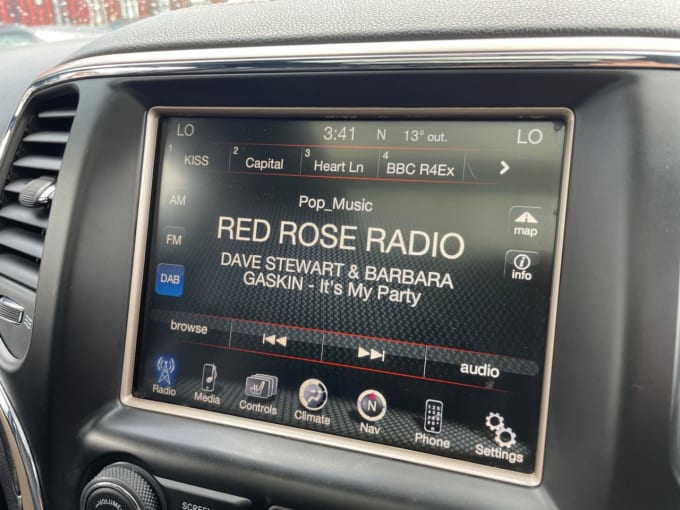 LO 3:41 N 13° out. LO
1 KISS 2 Capital 3 Heart Ln 4 BBC R4Ex
Pop_Music
AM
RED ROSE RADIO
map
FM
DAVE STEWART & BARBARA
GASKIN - It's My Party
info
DAB
browse
audio
Radio Media Controls Climate Nav Phone Settings
N
VOLUME
SCREEN